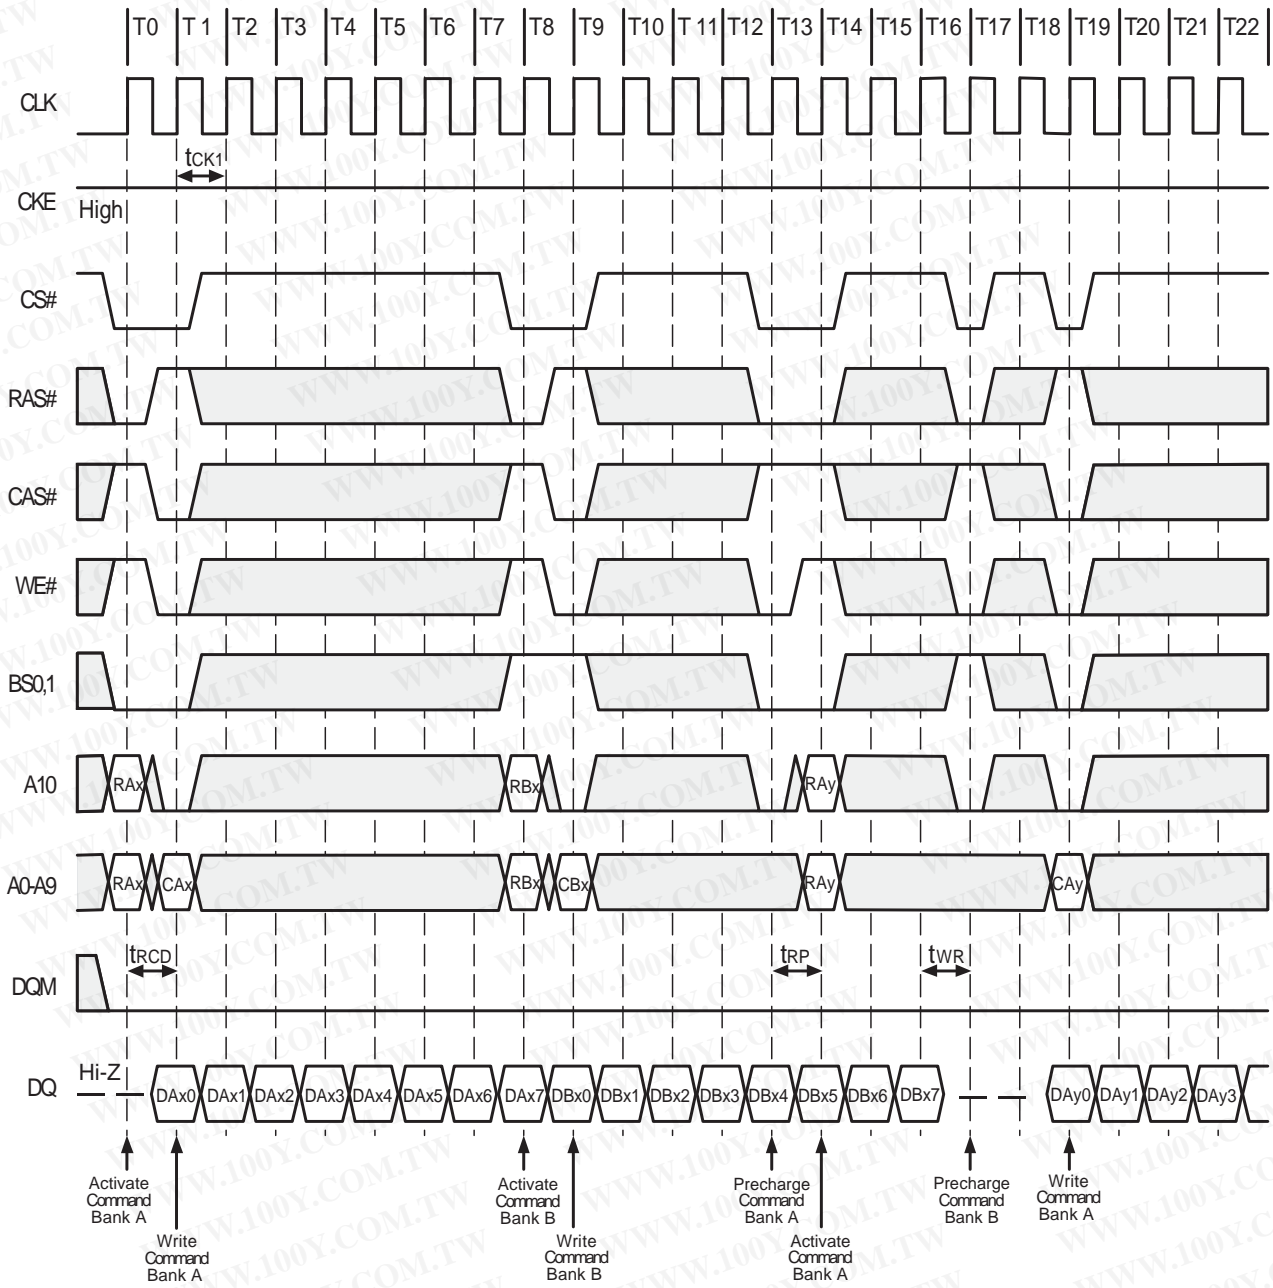 T0 T 1 T2 T3 T4 T5 T6 T7 T8 T9 T10 T 11 T12 T13 T14 T15 T16 T17 T18 T19 T20 T21 T22
CLK
tCK1
CKE
High
CS#
RAS#
CAS#
WE#
BS0,1
A10 RAx RBx RAy
A0-A9 RAx CAx RBx CBx RAy CAy
tRCD tRP tWR
DQM
Hi-Z
DQ DAx0 DAx1 DAx2 DAx3 DAx4 DAx5 DAx6 DAx7 DBx0 DBx1 DBx2 DBx3 DBx4 DBx5 DBx6 DBx7 DAy0 DAy1 DAy2 DAy3
Activate
Command
Bank A
Write
Command
Bank A
Activate
Command
Bank B
Write
Command
Bank B
Precharge
Command
Bank A
Activate
Command
Bank A
Precharge
Command
Bank B
Write
Command
Bank A
WWW.100Y.COM.TW